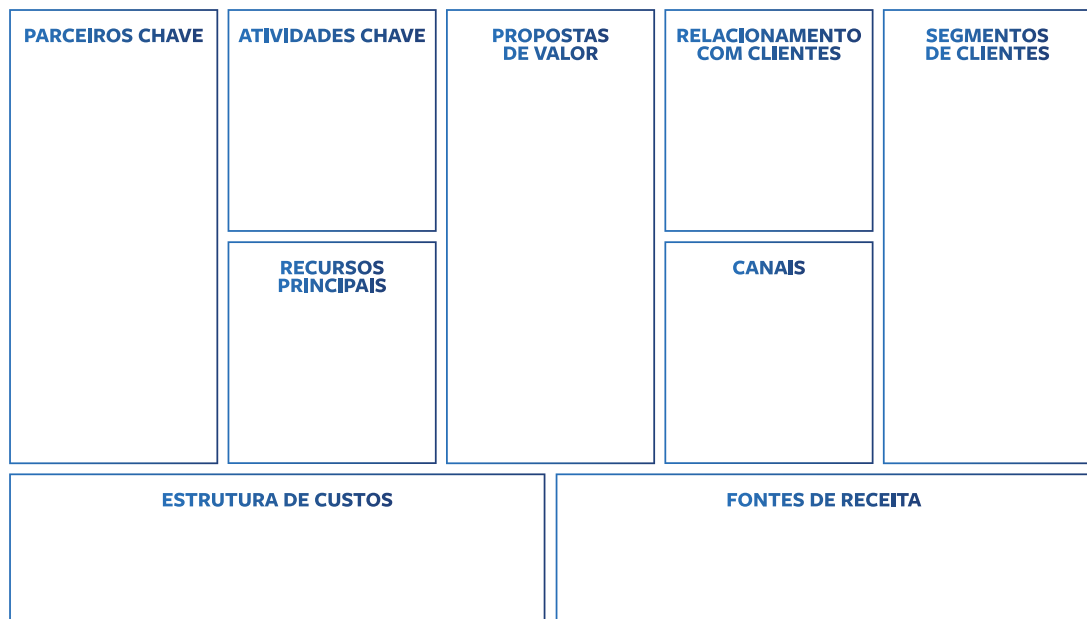 PARCEIROS CHAVE
ATIVIDADES CHAVE
PROPOSTAS
DE VALOR
RELACIONAMENTO
COM CLIENTES
SEGMENTOS
DE CLIENTES
RECURSOS
PRINCIPAIS
CANAIS
ESTRUTURA DE CUSTOS
FONTES DE RECEITA